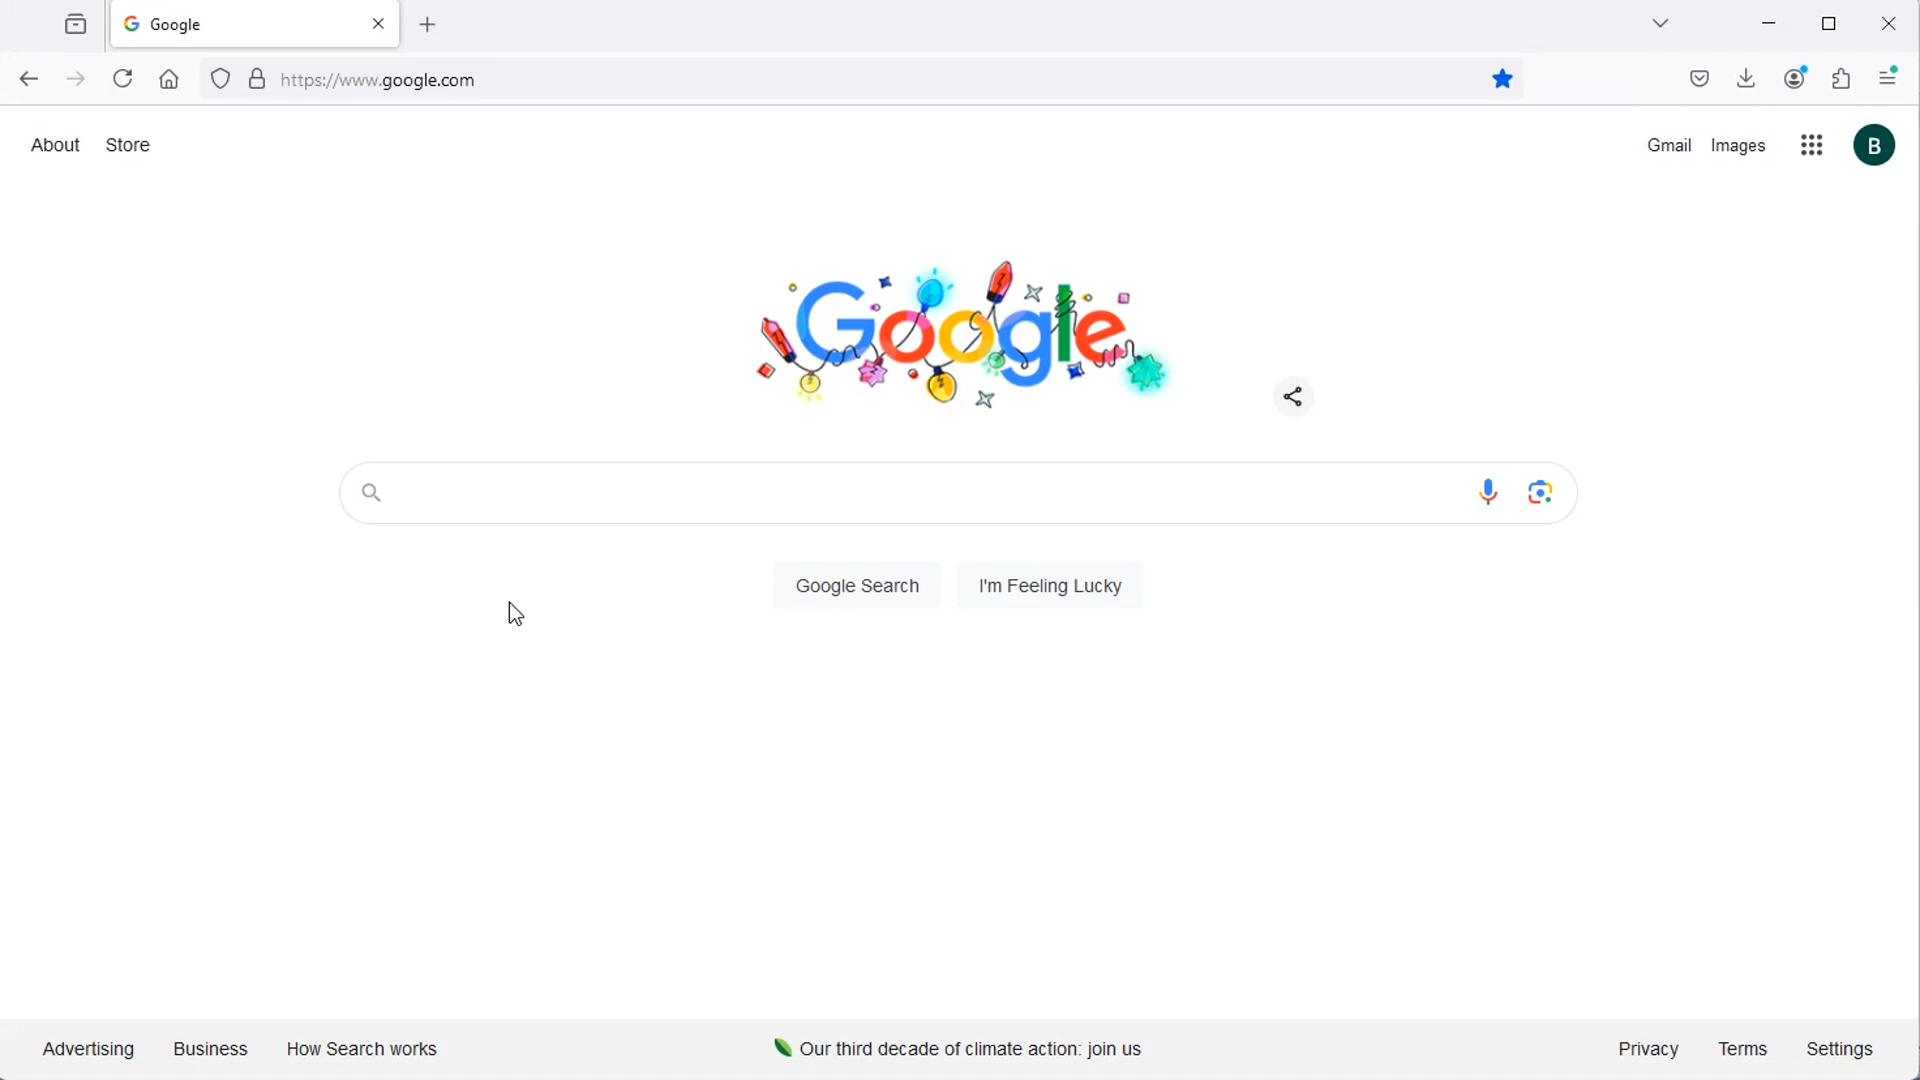 Google
https://www.google.com
About Store
Gmail Images
B
Google
Google Search
I'm Feeling Lucky
Advertising Business How Search works
Our third decade of climate action: join us
Privacy Terms Settings